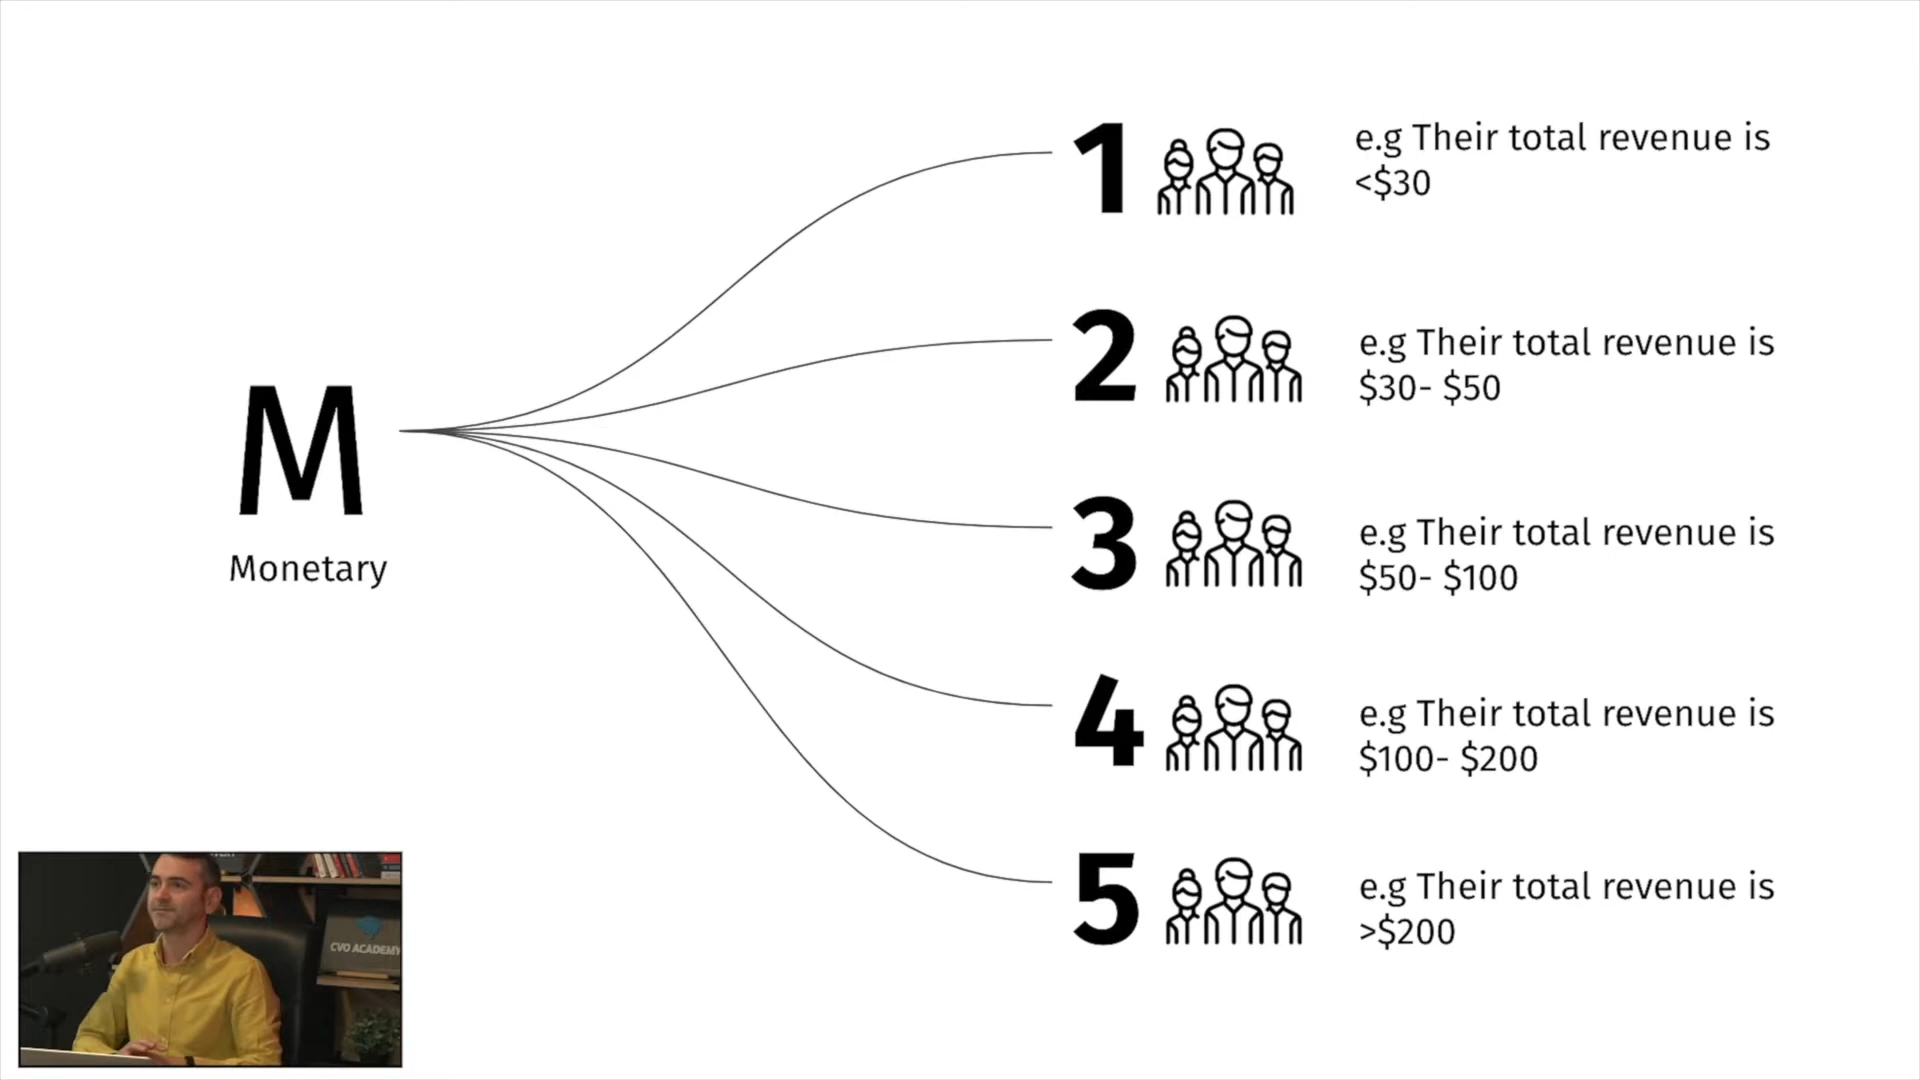 M
Monetary
1
e.g Their total revenue is
<$30
2
e.g Their total revenue is
$30- $50
3
e.g Their total revenue is
$50- $100
4
e.g Their total revenue is
$100- $200
5
e.g Their total revenue is
>$200
CVO ACADEMY